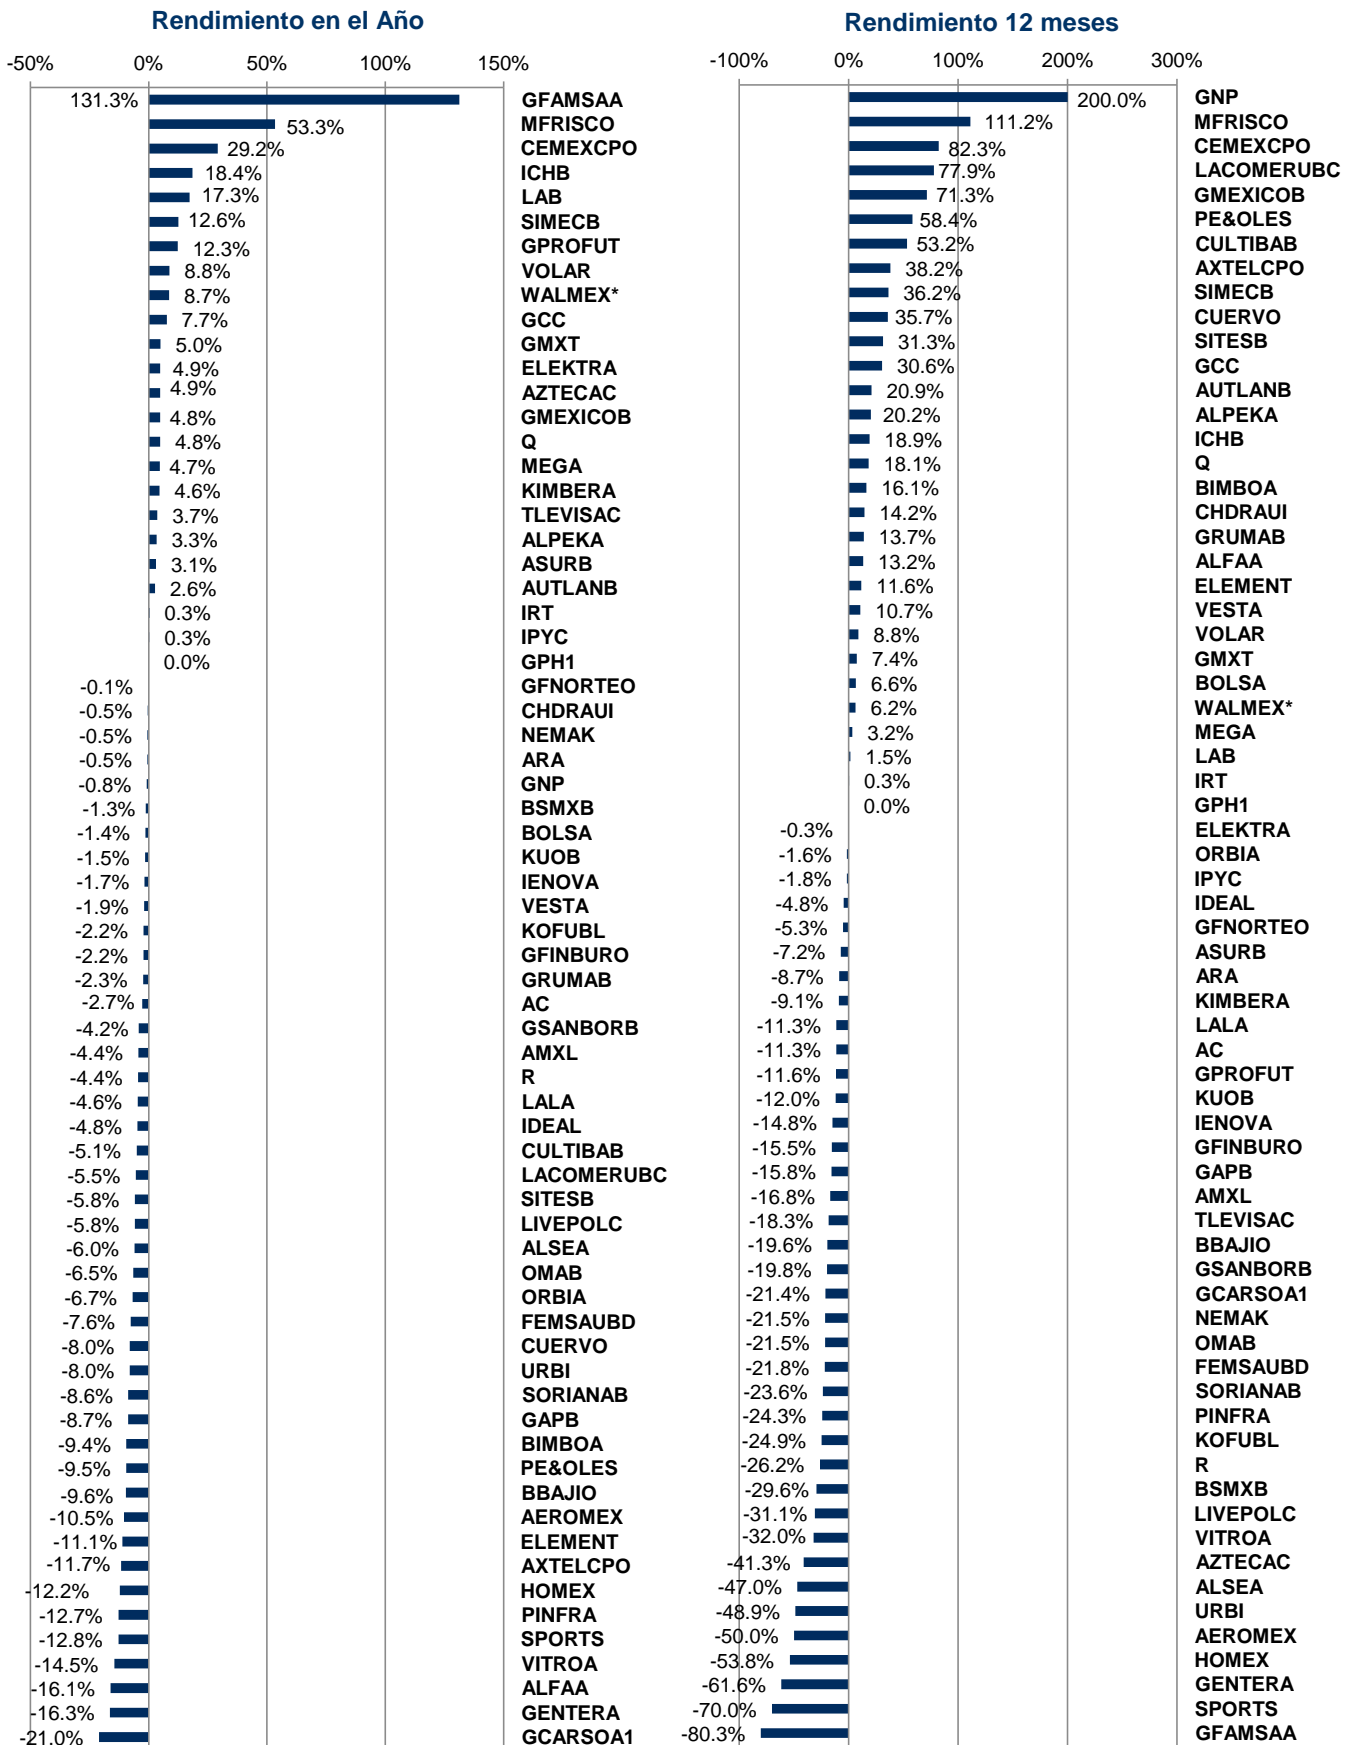 Rendimiento en el Año
-50% 0% 50% 100% 150%
131.3% GFAMSAA
53.3% MFRISCO
29.2% CEMEXCPO
18.4% ICHB
17.3% LAB
12.6% SIMECB
12.3% GPROFUT
8.8% VOLAR
8.7% WALMEX*
7.7% GCC
5.0% GMXT
4.9% ELEKTRA
4.9% AZTECAC
4.8% GMEXICOB
4.8% Q
4.7% MEGA
4.6% KIMBERA
3.7% TLEVISAC
3.3% ALPEKA
3.1% ASURB
2.6% AUTLANB
0.3% IRT
0.3% IPYC
0.0% GPH1
-0.1% GFNORTEO
-0.5% CHDRAUI
-0.5% NEMAK
-0.5% ARA
-0.8% GNP
-1.3% BSMXB
-1.4% BOLSA
-1.5% KUOB
-1.7% IENOVA
-1.9% VESTA
-2.2% KOFUBL
-2.2% GFINBURO
-2.3% GRUMAB
-2.7% AC
-4.2% GSANBORB
-4.4% AMXL
-4.4% R
-4.6% LALA
-4.8% IDEAL
-5.1% CULTIBAB
-5.5% LACOMERUBC
-5.8% SITESB
-5.8% LIVEPOLC
-6.0% ALSEA
-6.5% OMAB
-6.7% ORBIA
-7.6% FEMSAUBD
-8.0% CUERVO
-8.0% URBI
-8.6% SORIANAB
-8.7% GAPB
-9.4% BIMBOA
-9.5% PE&OLES
-9.6% BBAJIO
-10.5% AEROMEX
-11.1% ELEMENT
-11.7% AXTELCPO
-12.2% HOMEX
-12.7% PINFRA
-12.8% SPORTS
-14.5% VITROA
-16.1% ALFAA
-16.3% GENTERA
-21.0% GCARSOA1
Rendimiento 12 meses
-100% 0% 100% 200% 300%
200.0% GNP
111.2% MFRISCO
82.3% CEMEXCPO
77.9% LACOMERUBC
71.3% GMEXICOB
58.4% PE&OLES
53.2% CULTIBAB
38.2% AXTELCPO
36.2% SIMECB
35.7% CUERVO
31.3% SITESB
30.6% GCC
20.9% AUTLANB
20.2% ALPEKA
18.9% ICHB
18.1% Q
16.1% BIMBOA
14.2% CHDRAUI
13.7% GRUMAB
13.2% ALFAA
11.6% ELEMENT
10.7% VESTA
8.8% VOLAR
7.4% GMXT
6.6% BOLSA
6.2% WALMEX*
3.2% MEGA
1.5% LAB
0.3% IRT
0.0% GPH1
-0.3% ELEKTRA
-1.6% ORBIA
-1.8% IPYC
-4.8% IDEAL
-5.3% GFNORTEO
-7.2% ASURB
-8.7% ARA
-9.1% KIMBERA
-11.3% LALA
-11.3% AC
-11.6% GPROFUT
-12.0% KUOB
-14.8% IENOVA
-15.5% GFINBURO
-15.8% GAPB
-16.8% AMXL
-18.3% TLEVISAC
-19.6% BBAJIO
-19.8% GSANBORB
-21.4% GCARSOA1
-21.5% NEMAK
-21.5% OMAB
-21.8% FEMSAUBD
-23.6% SORIANAB
-24.3% PINFRA
-24.9% KOFUBL
-26.2% R
-29.6% BSMXB
-31.1% LIVEPOLC
-32.0% VITROA
-41.3% AZTECAC
-47.0% ALSEA
-48.9% URBI
-50.0% AEROMEX
-53.8% HOMEX
-61.6% GENTERA
-70.0% SPORTS
-80.3% GFAMSAA